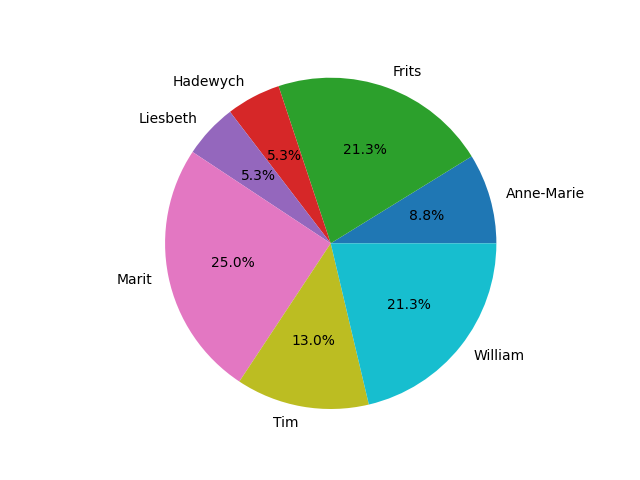 Frits
Hadewych
Liesbeth
21.3%
5.3%
5.3%
Anne-Marie
8.8%
25.0%
Marit
21.3%
13.0%
William
Tim